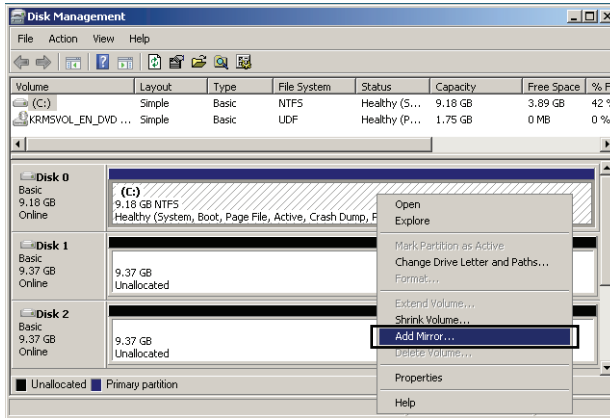 Disk Management
File Action View Help
Volume Layout Type File System Status Capacity Free Space % F
(C:) Simple Basic NTFS Healthy (S... 9.18 GB 3.89 GB 42 %
KRMSVOL_EN_DVD ... Simple Basic UDF Healthy (P... 1.75 GB 0 MB 0 %
Disk 0
Basic
9.18 GB
Online
(C:)
9.18 GB NTFS
Healthy (System, Boot, Page File, Active, Crash Dump, P
Disk 1
Basic
9.37 GB
Online
9.37 GB
Unallocated
Disk 2
Basic
9.37 GB
Online
9.37 GB
Unallocated
Open
Explore
Mark Partition as Active
Change Drive Letter and Paths...
Format...
Extend Volume...
Shrink Volume...
Add Mirror...
Delete Volume...
Properties
Help
Unallocated Primary partition